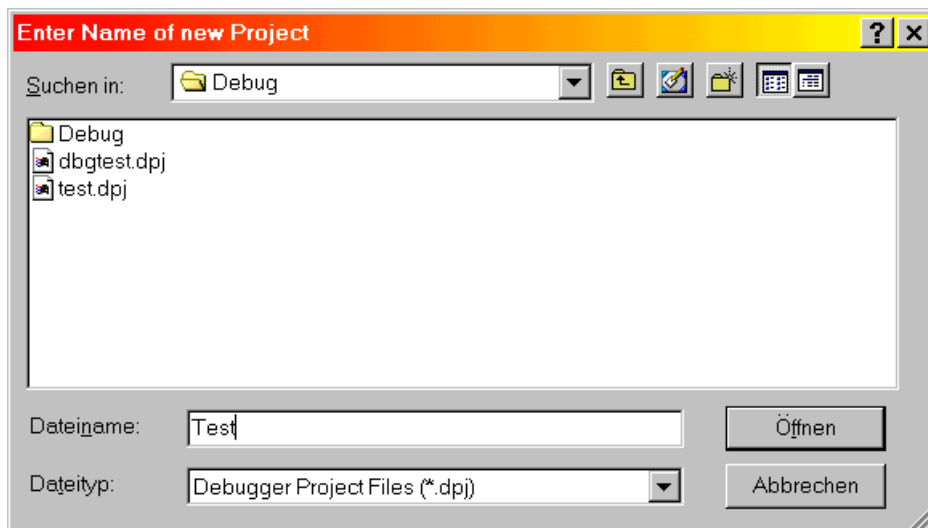 Enter Name of new Project
Suchen in: Debug
Debug
dbgtest.dpj
test.dpj
Dateiname: Test Öffnen
Dateityp: Debugger Project Files (*.dpj) Abbrechen